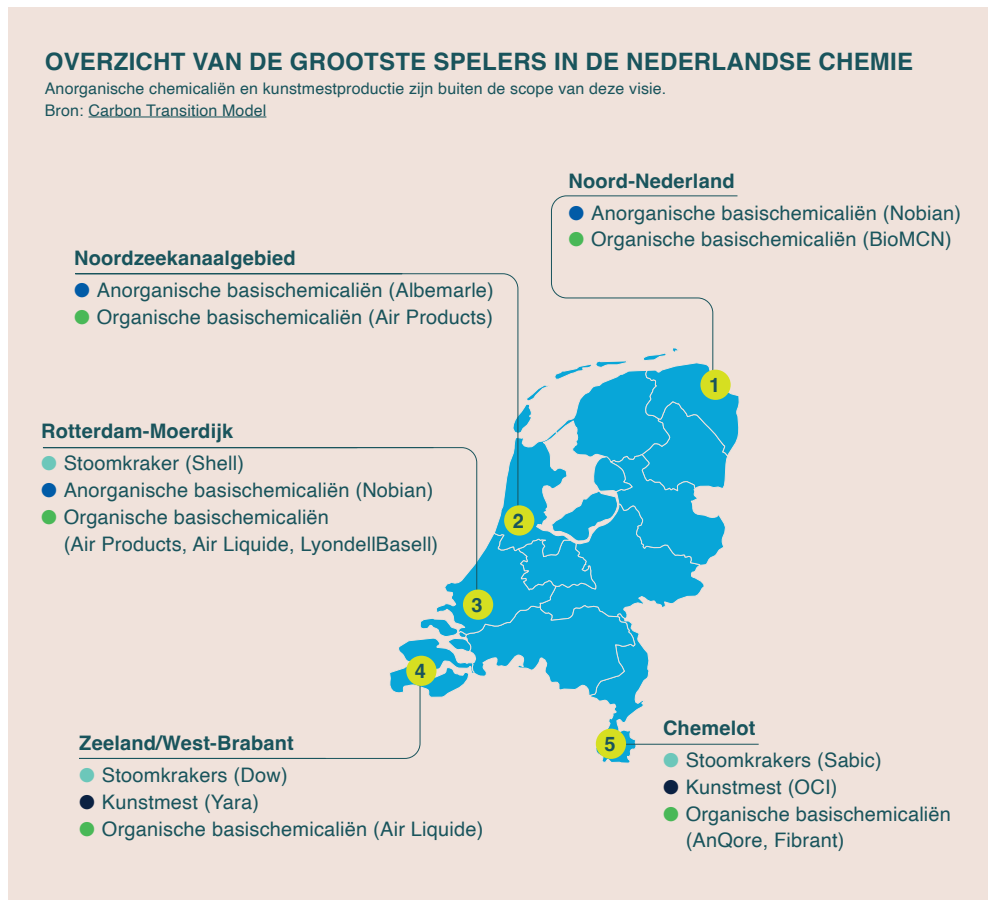 OVERZICHT VAN DE GROOTSTE SPELERS IN DE NEDERLANDSE CHEMIE
Anorganische chemicaliën en kunstmestproductie zijn buiten de scope van deze visie.
Bron: Carbon Transition Model
Noord-Nederland
Anorganische basischemicaliën (Nobian)
Organische basischemicaliën (BioMCN)
Noordzeekanaalgebied
Anorganische basischemicaliën (Albemarle)
Organische basischemicaliën (Air Products)
Rotterdam-Moerdijk
Stoomkraker (Shell)
Anorganische basischemicaliën (Nobian)
Organische basischemicaliën
(Air Products, Air Liquide, LyondellBasell)
1
2
3
4
5
Zeeland/West-Brabant
Stoomkrakers (Dow)
Kunstmest (Yara)
Organische basischemicaliën (Air Liquide)
Chemelot
Stoomkrakers (Sabic)
Kunstmest (OCI)
Organische basischemicaliën
(AnQore, Fibrant)